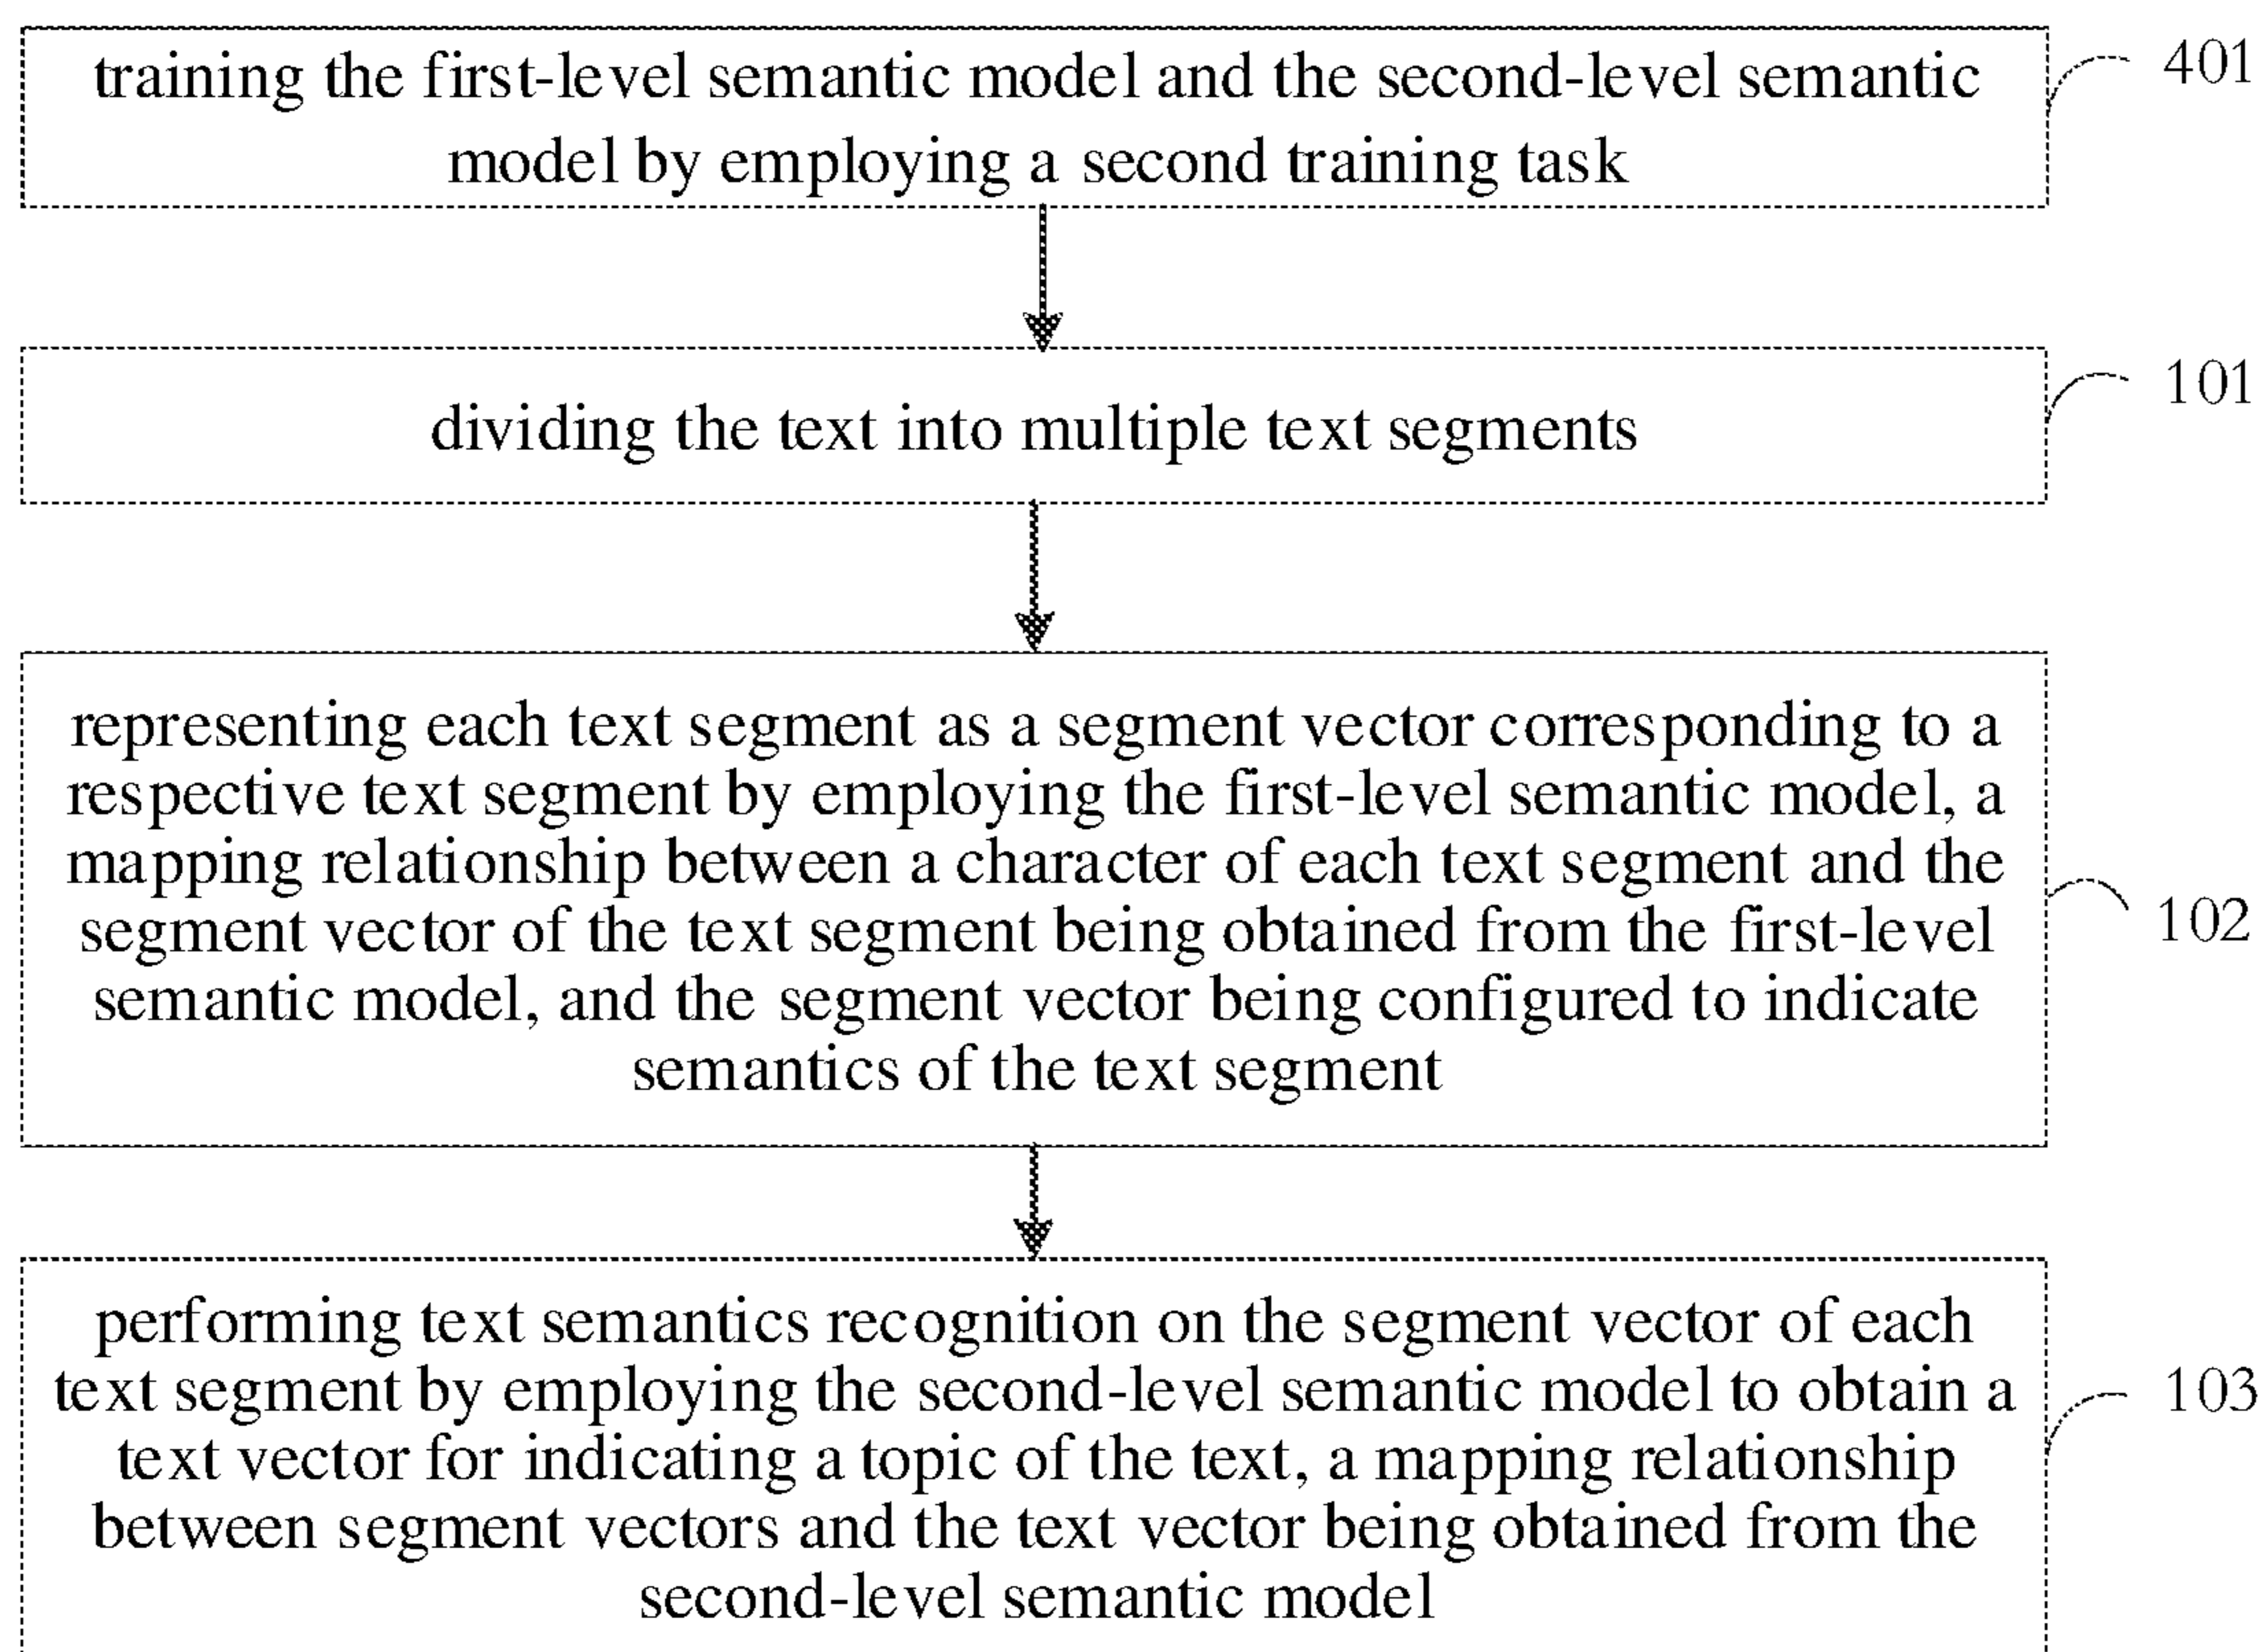 training the first-level semantic model and the second-level semantic
model by employing a second training task
401
dividing the text into multiple text segments
101
representing each text segment as a segment vector corresponding to a
respective text segment by employing the first-level semantic model, a
mapping relationship between a character of each text segment and the
segment vector of the text segment being obtained from the first-level
semantic model, and the segment vector being configured to indicate
semantics of the text segment
102
performing text semantics recognition on the segment vector of each
text segment by employing the second-level semantic model to obtain a
text vector for indicating a topic of the text, a mapping relationship
between segment vectors and the text vector being obtained from the
second-level semantic model
103